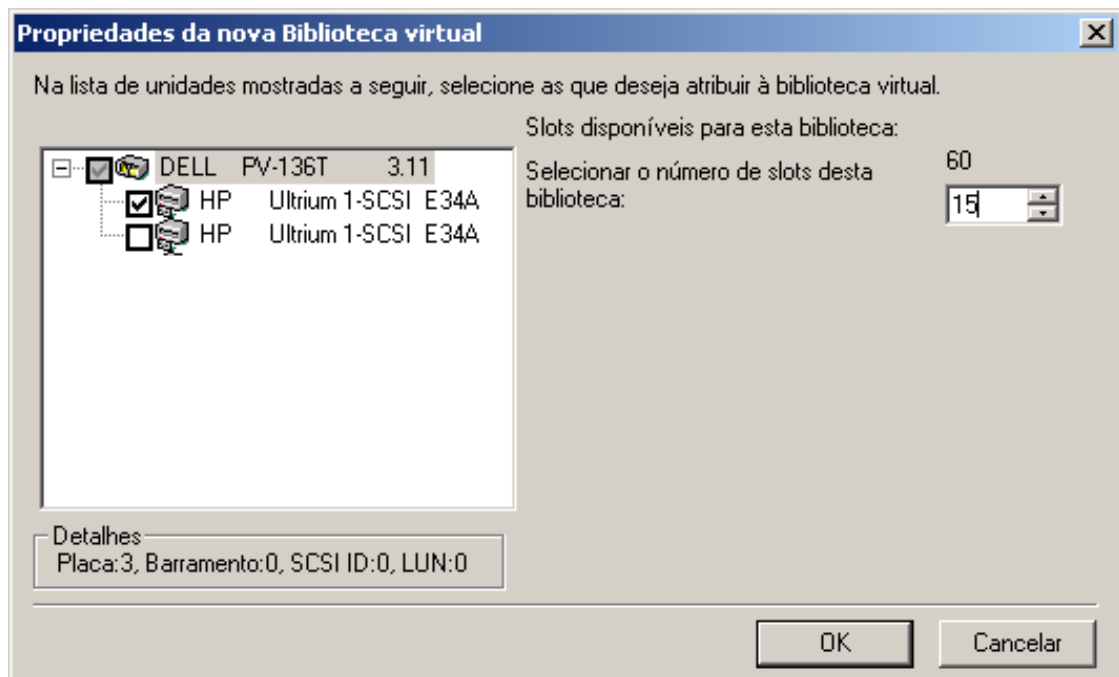 Propriedades da nova Biblioteca virtual
Na lista de unidades mostradas a seguir, selecione as que deseja atribuir à biblioteca virtual.
DELL PV-136T 3.11
HP Ultrium 1-SCSI E34A
HP Ultrium 1-SCSI E34A
Slots disponíveis para esta biblioteca:
60
Selecionar o número de slots desta
biblioteca:
15
Detalhes
Placa:3, Barramento:0, SCSI ID:0, LUN:0
OK
Cancelar